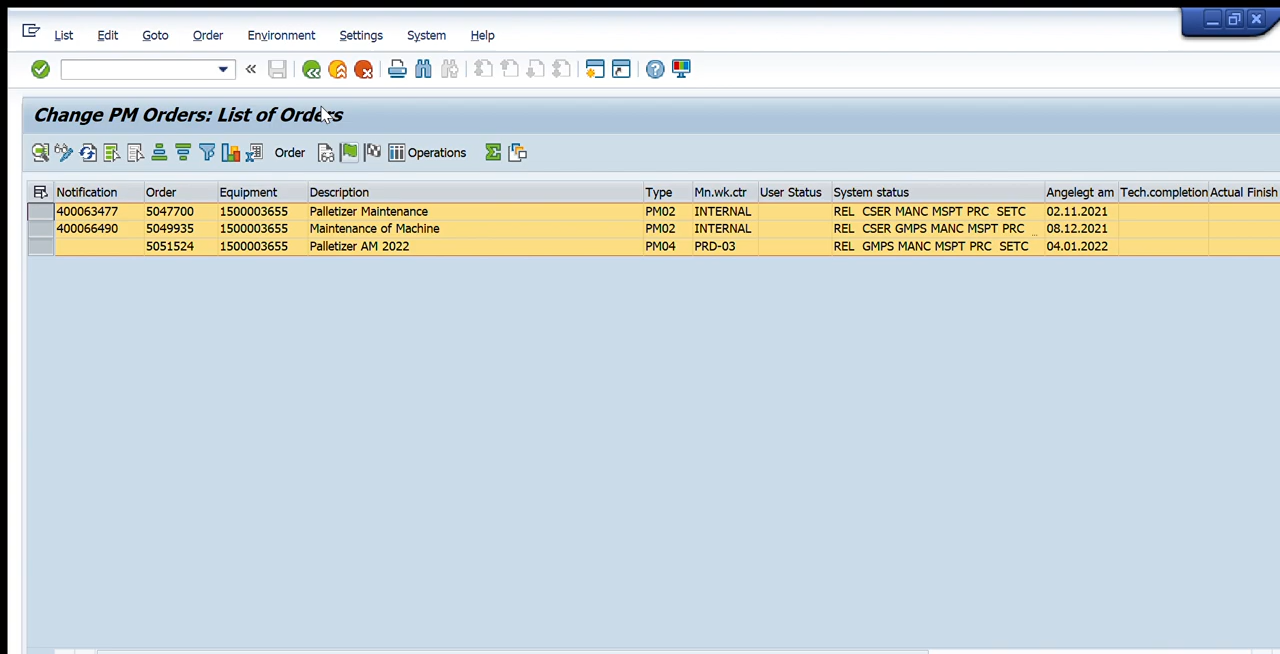 List Edit Goto Order Environment Settings System Help
Change PM Orders: List of Orders
Order Operations
Notification Order Equipment Description Type Mn.wk.ctr User Status System status Angelegt am Tech.completion Actual Finish
400063477 5047700 1500003655 Palletizer Maintenance PM02 INTERNAL REL CSER MANC MSPT PRC SETC 02.11.2021
400066490 5049935 1500003655 Maintenance of Machine PM02 INTERNAL REL CSER GMPS MANC MSPT PRC ... 08.12.2021
5051524 1500003655 Palletizer AM 2022 PM04 PRD-03 REL GMPS MANC MSPT PRC SETC 04.01.2022